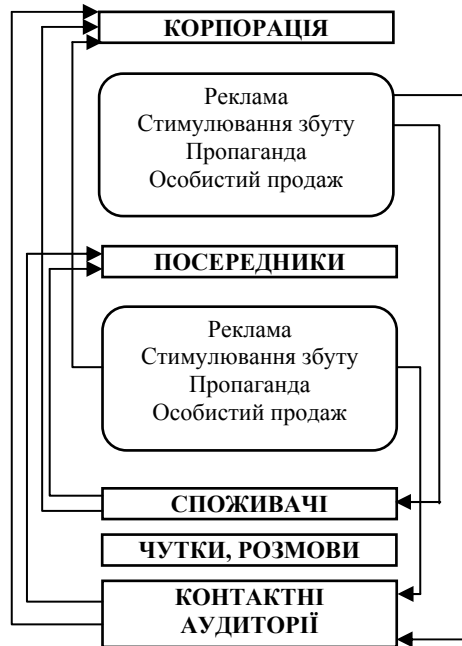 КОРПОРАЦІЯ
Реклама
Стимулювання збуту
Пропаганда
Особистий продаж
ПОСЕРЕДНИКИ
Реклама
Стимулювання збуту
Пропаганда
Особистий продаж
СПОЖИВАЧІ
ЧУТКИ, РОЗМОВИ
КОНТАКТНІ
АУДИТОРІЇ